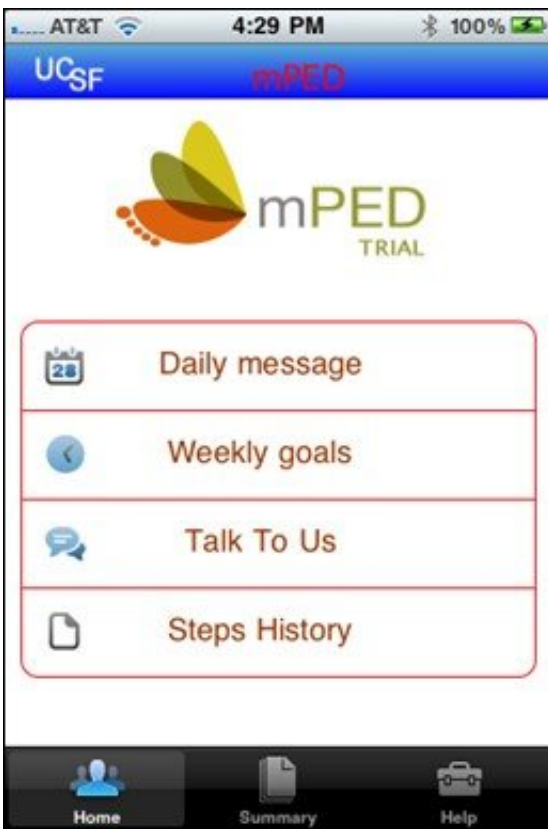 AT&T 4:29 PM 100%
UCSF mPED
mPED
TRIAL
28 Daily message
Weekly goals
Talk To Us
Steps History
Home Summary Help